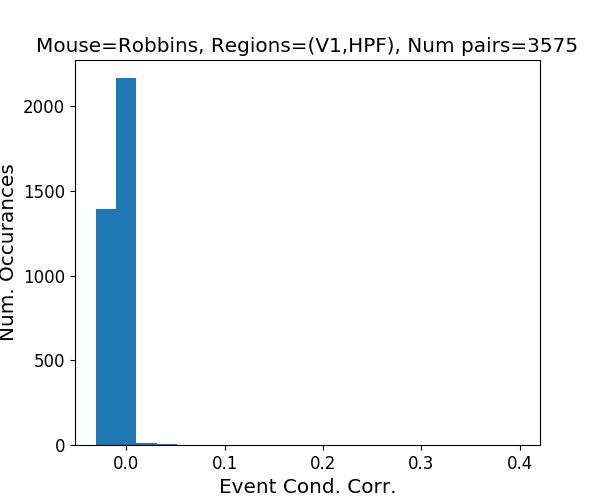 Mouse=Robbins, Regions=(V1,HPF), Num pairs=3575
Num. Occurances
2000
1500
1000
500
0
0.0 0.1 0.2 0.3 0.4
Event Cond. Corr.